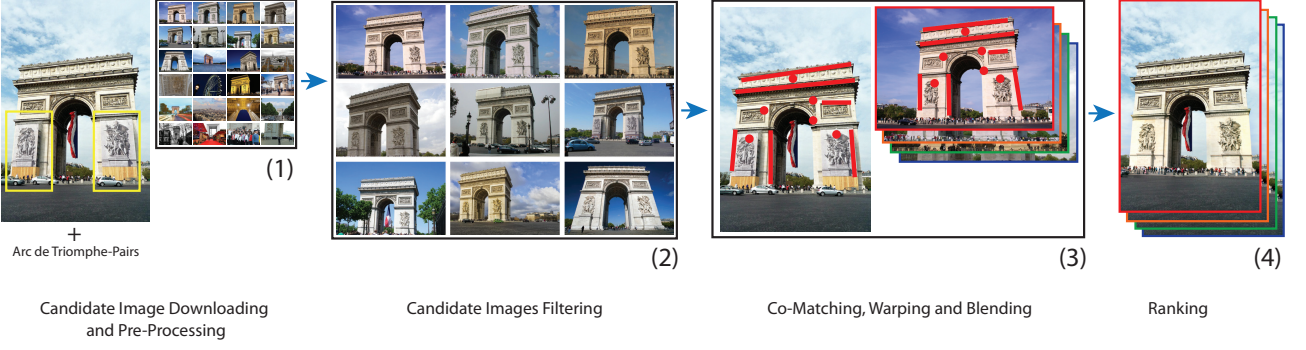 (1)
+
Arc de Triomphe-Pairs
(2)
(3)
(4)
Candidate Image Downloading
and Pre-Processing
Candidate Images Filtering
Co-Matching, Warping and Blending
Ranking